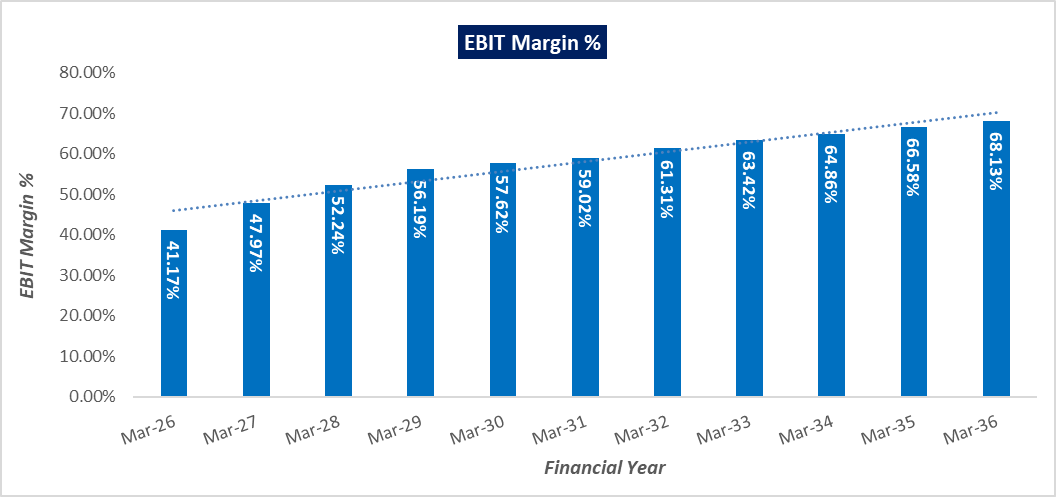 EBIT Margin %
80.00%
70.00%
60.00%
50.00%
40.00%
30.00%
20.00%
10.00%
0.00%
EBIT Margin %
41.17%
47.97%
52.24%
56.19%
57.62%
59.02%
61.31%
63.42%
64.86%
66.58%
68.13%
Mar-26
Mar-27
Mar-28
Mar-29
Mar-30
Mar-31
Mar-32
Mar-33
Mar-34
Mar-35
Mar-36
Financial Year